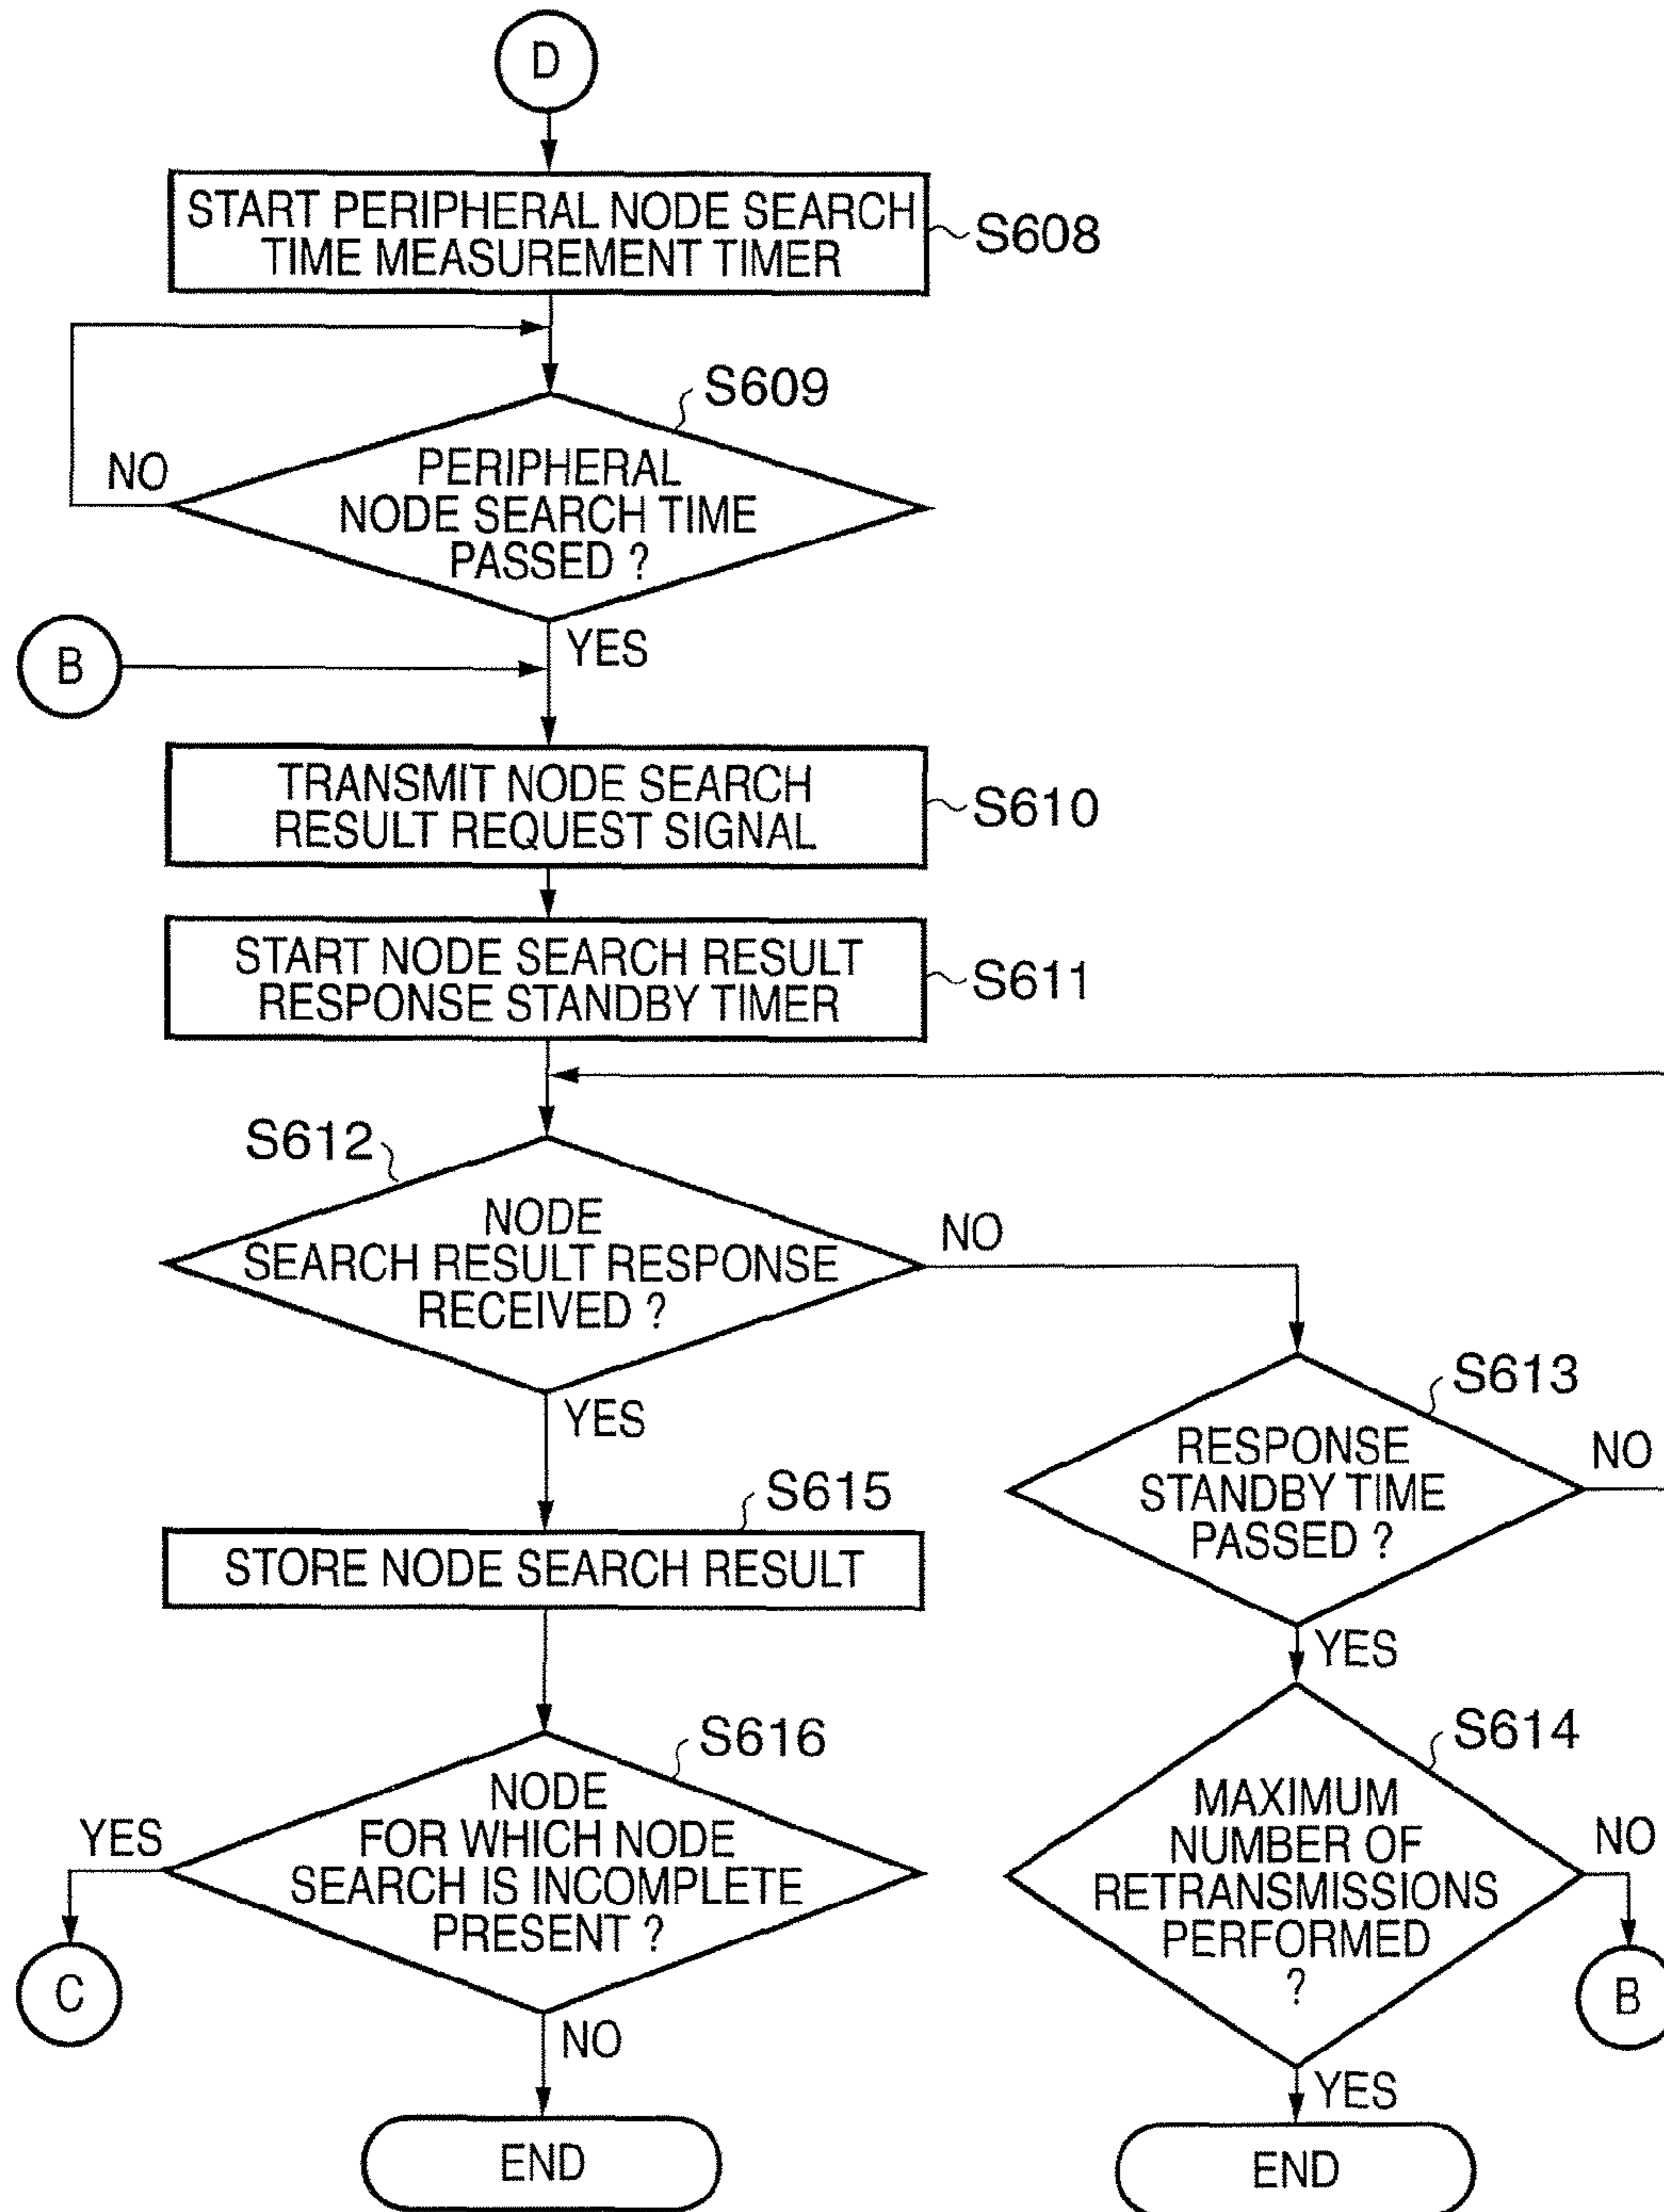 D
START PERIPHERAL NODE SEARCH
TIME MEASUREMENT TIMER
S608
S609
PERIPHERAL
NODE SEARCH TIME
PASSED ?
NO
YES
B
TRANSMIT NODE SEARCH
RESULT REQUEST SIGNAL
S610
START NODE SEARCH RESULT
RESPONSE STANDBY TIMER
S611
S612
NODE
SEARCH RESULT RESPONSE
RECEIVED ?
NO
YES
S613
RESPONSE
STANDBY TIME
PASSED ?
NO
YES
S615
STORE NODE SEARCH RESULT
S614
MAXIMUM
NUMBER OF
RETRANSMISSIONS
PERFORMED
?
NO
B
YES
END
S616
NODE
FOR WHICH NODE
SEARCH IS INCOMPLETE
PRESENT ?
YES
C
NO
END